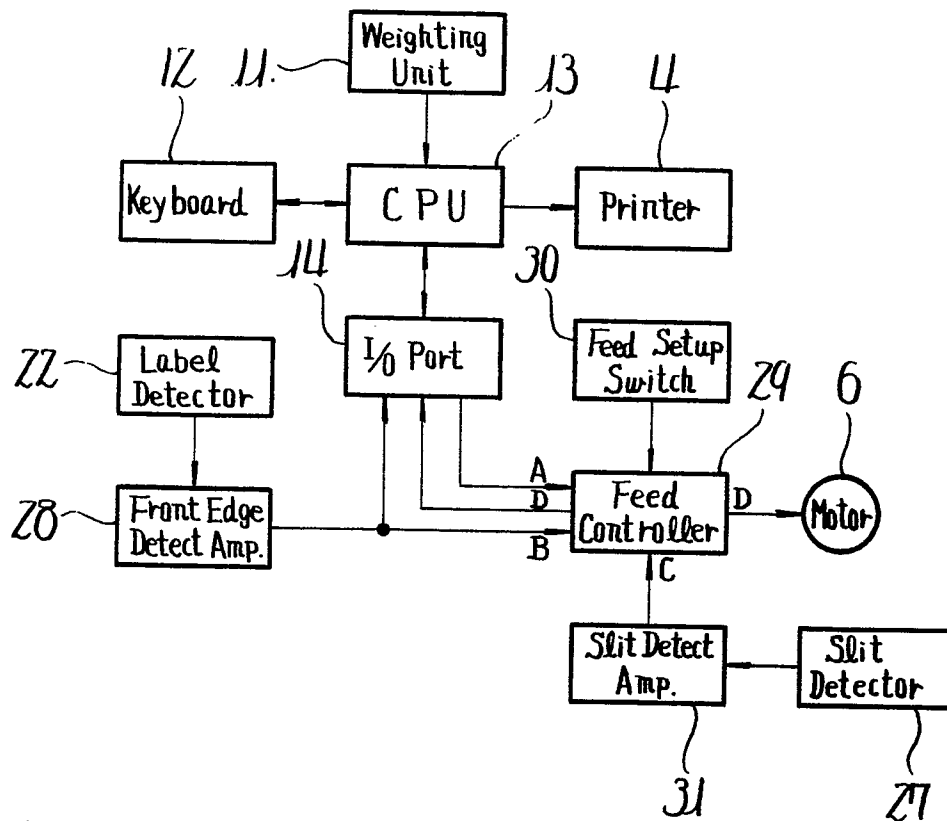 11.
Weighting
Unit
12
13
4
Keyboard
CPU
Printer
14
30
I/O Port
Feed Setup
Switch
22
Label
Detector
29
6
A
D
Feed
Controller
D
Motor
28
Front Edge
Detect Amp.
B
C
Slit Detect
Amp.
Slit
Detector
31
27